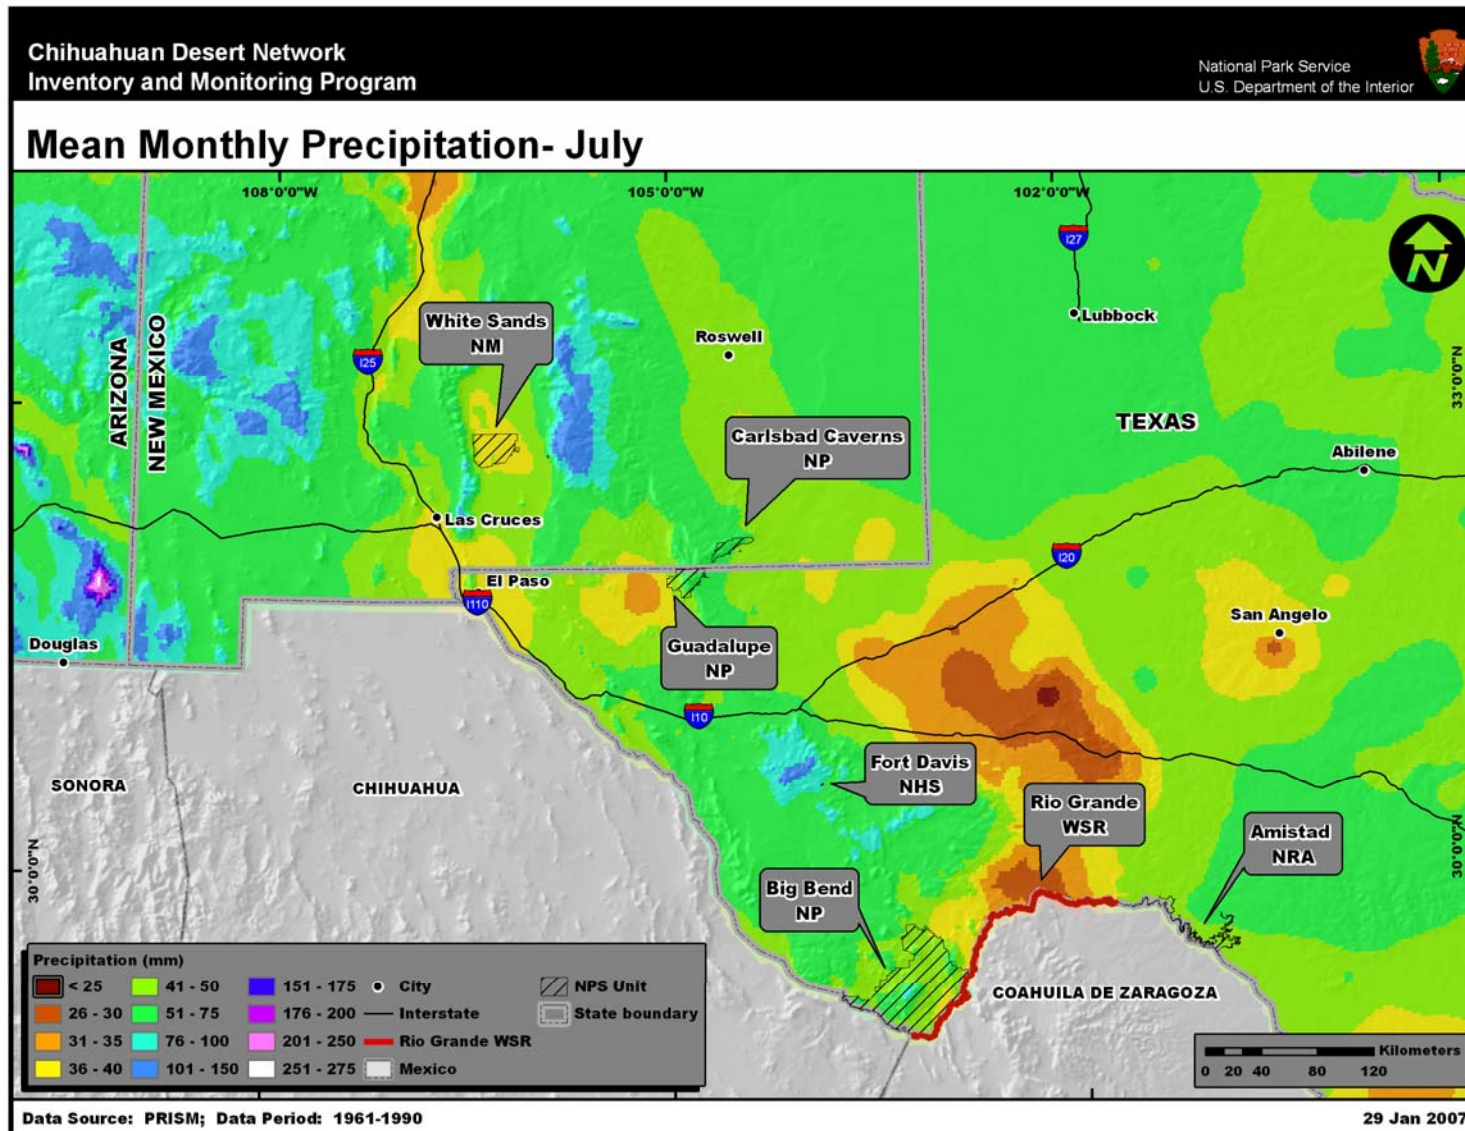 Chihuahuan Desert Network
Inventory and Monitoring Program
National Park Service
U.S. Department of the Interior
Mean Monthly Precipitation- July
108°0'0"W
105°0'0"W
102°0'0"W
I27
N
Lubbock
White Sands
NM
Roswell
I25
ARIZONA
NEW MEXICO
33°0'0"N
TEXAS
Carlsbad Caverns
NP
Abilene
Las Cruces
I20
El Paso
I110
San Angelo
Douglas
Guadalupe
NP
I10
Fort Davis
NHS
SONORA
CHIHUAHUA
Rio Grande
WSR
Amistad
NRA
30°0'0"N
30°0'0"N
Big Bend
NP
COAHUILA DE ZARAGOZA
Precipitation (mm)
< 25
41 - 50
151 - 175
City
NPS Unit
26 - 30
51 - 75
176 - 200
Interstate
State boundary
31 - 35
76 - 100
201 - 250
Rio Grande WSR
36 - 40
101 - 150
251 - 275
Mexico
Kilometers
0 20 40 80 120
Data Source: PRISM; Data Period: 1961-1990
29 Jan 2007